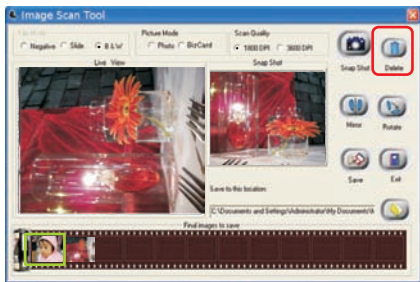 Image Scan Tool
Picture Mode
Scan Quality
Negative Slide B & W
Photo BizCard
1800 DPI 3600 DPI
Live View
Snap Shot
Snap Shot
Delete
Mirror
Rotate
Save
Exit
Save to this location:
C:\Documents and Settings\Administrator\My Documents\
Final images to save